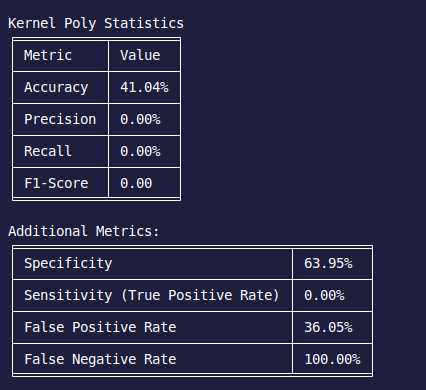 Kernel Poly Statistics
Metric Value
Accuracy 41.04%
Precision 0.00%
Recall 0.00%
F1-Score 0.00
Additional Metrics:
Specificity 63.95%
Sensitivity (True Positive Rate) 0.00%
False Positive Rate 36.05%
False Negative Rate 100.00%